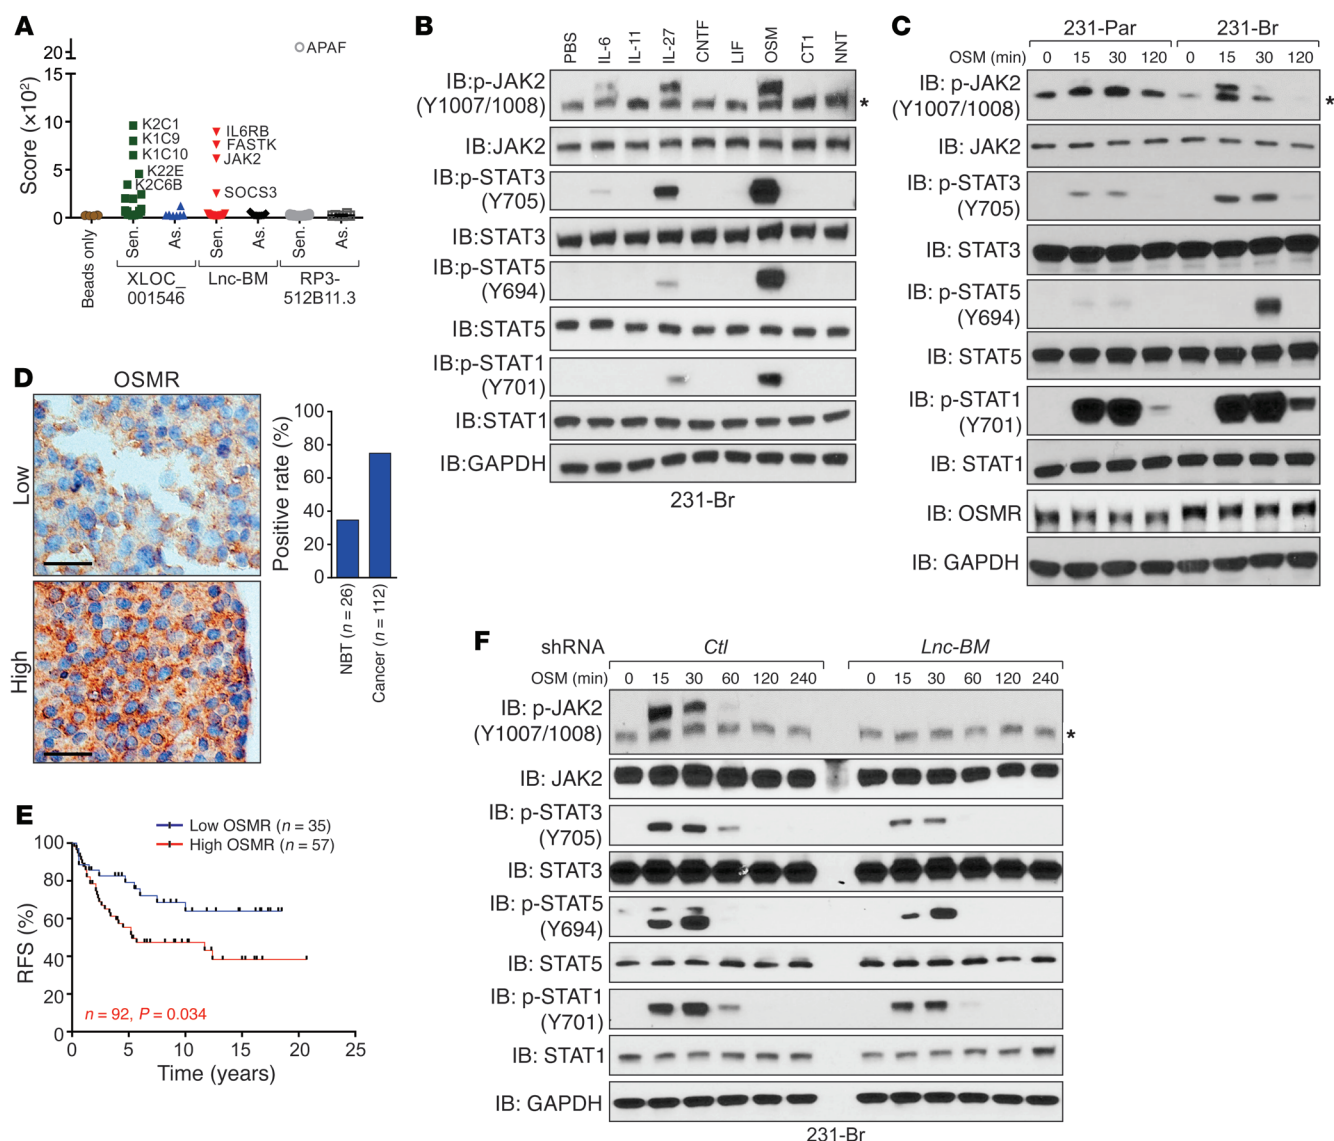 A
Score (×10²)
20
15
10
5
0
APAF
K2C1
K1C9
K1C10
K22E
K2C6B
IL6RB
FASTK
JAK2
SOCS3
Beads only
Sen.
As.
Sen.
As.
Sen.
As.
XLOC_
001546
Lnc-BM
RP3-
512B11.3
B
PBS
IL-6
IL-11
IL-27
CNTF
LIF
OSM
CT1
NNT
IB:p-JAK2
(Y1007/1008)
*
IB:JAK2
IB:p-STAT3
(Y705)
IB:STAT3
IB:p-STAT5
(Y694)
IB:STAT5
IB:p-STAT1
(Y701)
IB:STAT1
IB:GAPDH
231-Br
C
231-Par 231-Br
OSM (min) 0 15 30 120 0 15 30 120
IB: p-JAK2
(Y1007/1008)
*
IB: JAK2
IB: p-STAT3
(Y705)
IB: STAT3
IB: p-STAT5
(Y694)
IB: STAT5
IB: p-STAT1
(Y701)
IB: STAT1
IB: OSMR
IB: GAPDH
D
OSMR
Low
High
Positive rate (%)
100
80
60
40
20
0
NBT (n = 26)
Cancer (n = 112)
E
Low OSMR (n = 35)
High OSMR (n = 57)
RFS (%)
100
80
60
40
20
0
n = 92, P = 0.034
0 5 10 15 20 25
Time (years)
F
shRNA Ctl Lnc-BM
OSM (min) 0 15 30 60 120 240 0 15 30 60 120 240
IB: p-JAK2
(Y1007/1008)
*
IB: JAK2
IB: p-STAT3
(Y705)
IB: STAT3
IB: p-STAT5
(Y694)
IB: STAT5
IB: p-STAT1
(Y701)
IB: STAT1
IB: GAPDH
231-Br